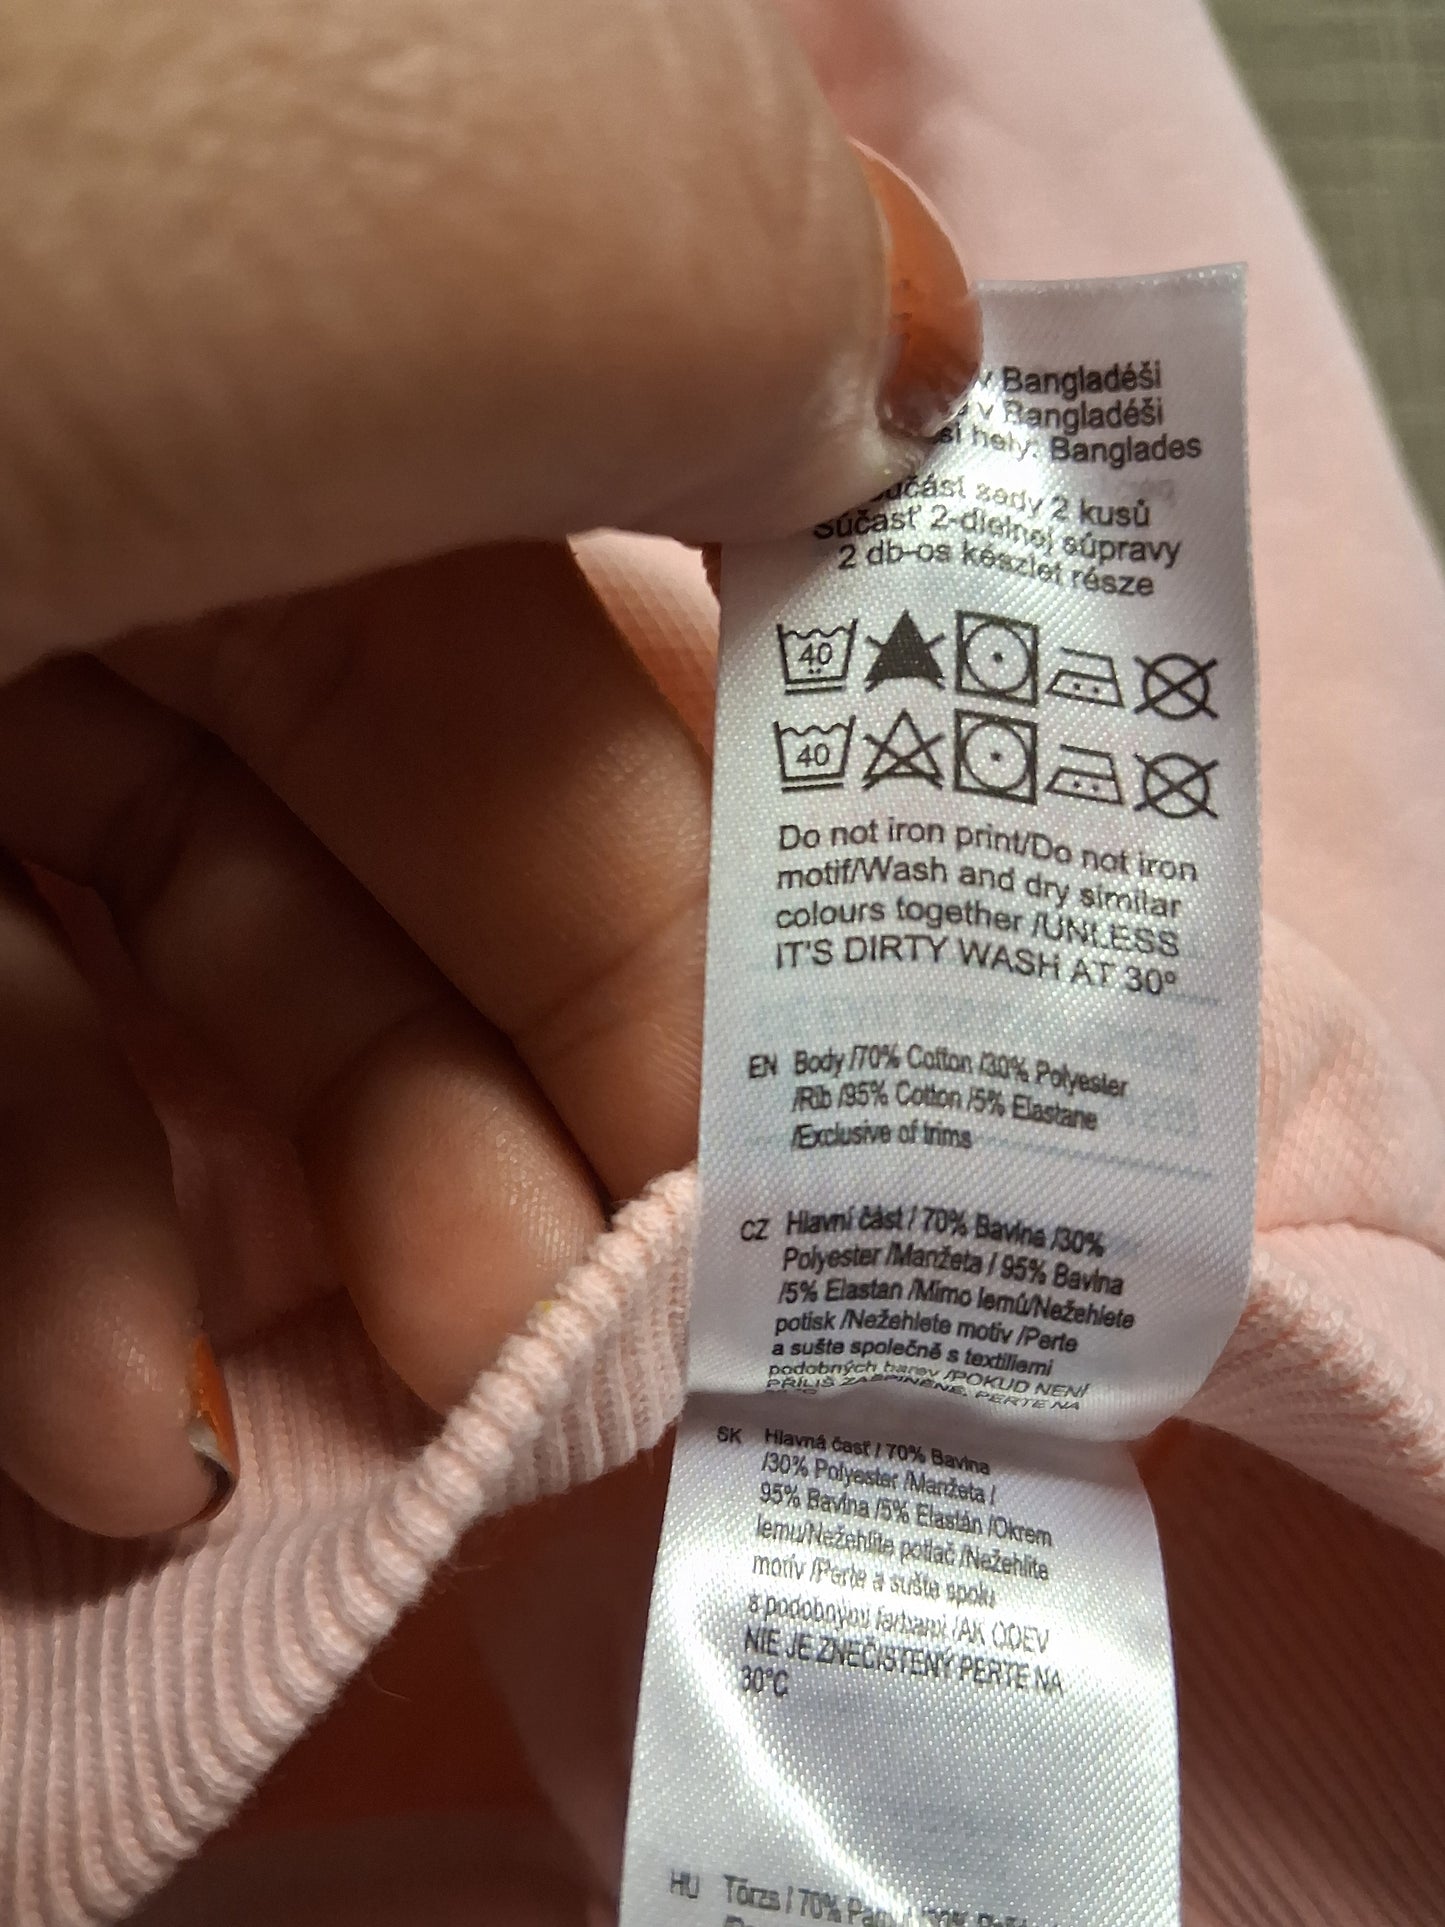 v Bangladéši
v Bangladéši
hely: Banglades
sady 2 kusů
Súčasť 2-dielnej súpravy
2 db-os készlet része
40
40
Do not iron print/Do not iron
motif/Wash and dry similar
colours together /UNLESS
IT'S DIRTY WASH AT 30°
EN Body /70% Cotton /30% Polyester
/Rib /95% Cotton /5% Elastane
/Exclusive of trims
CZ Hlavní část / 70% Bavlna /30%
Polyester /Manžeta / 95% Bavlna
/5% Elastan /Mimo lemů/Nežehlete
potisk /Nežehlete motiv /Perte
a sušte společně s textiliemi
podobných barev /POKUD NENÍ
PŘÍLIŠ ZAŠPINĚNÉ, PERTE NA
SK Hlavná časť / 70% Bavlna
/30% Polyester /Manžeta /
95% Bavlna /5% Elastán /Okrem
lemu/Nežehlite potlač /Nežehlite
motív /Perte a sušte spolu
s podobnými farbami /AK ODEV
NIE JE ZNEČISTENÝ PERTE NA
30°C
HU Törzs / 70%